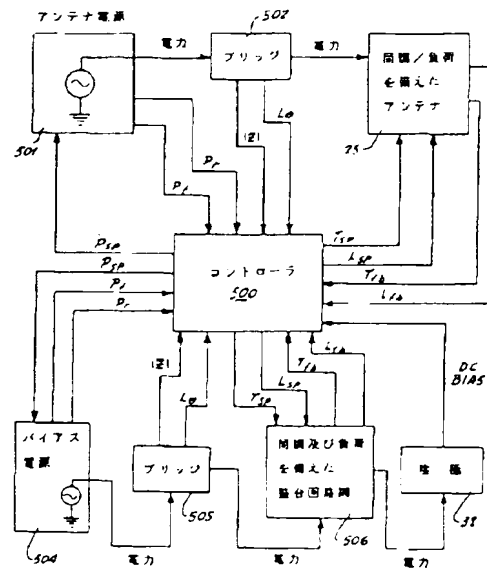 アンテナ電源
501
電力
502
ブリッジ
電力
同調/負荷
を備えた
アンテナ
25
|Z|
Lθ
Pr
Pf
Psp
Psp
Pf
Pr
コントローラ
500
Tsp
Lsp
Tfb
Lfb
|Z|
Lθ
Tsp
Lsp
Tfb
Lfb
DC
BIAS
バイアス
電源
504
ブリッジ
505
同調及び負荷
を備えた
整合回路網
506
陰極
32
電力
電力
電力